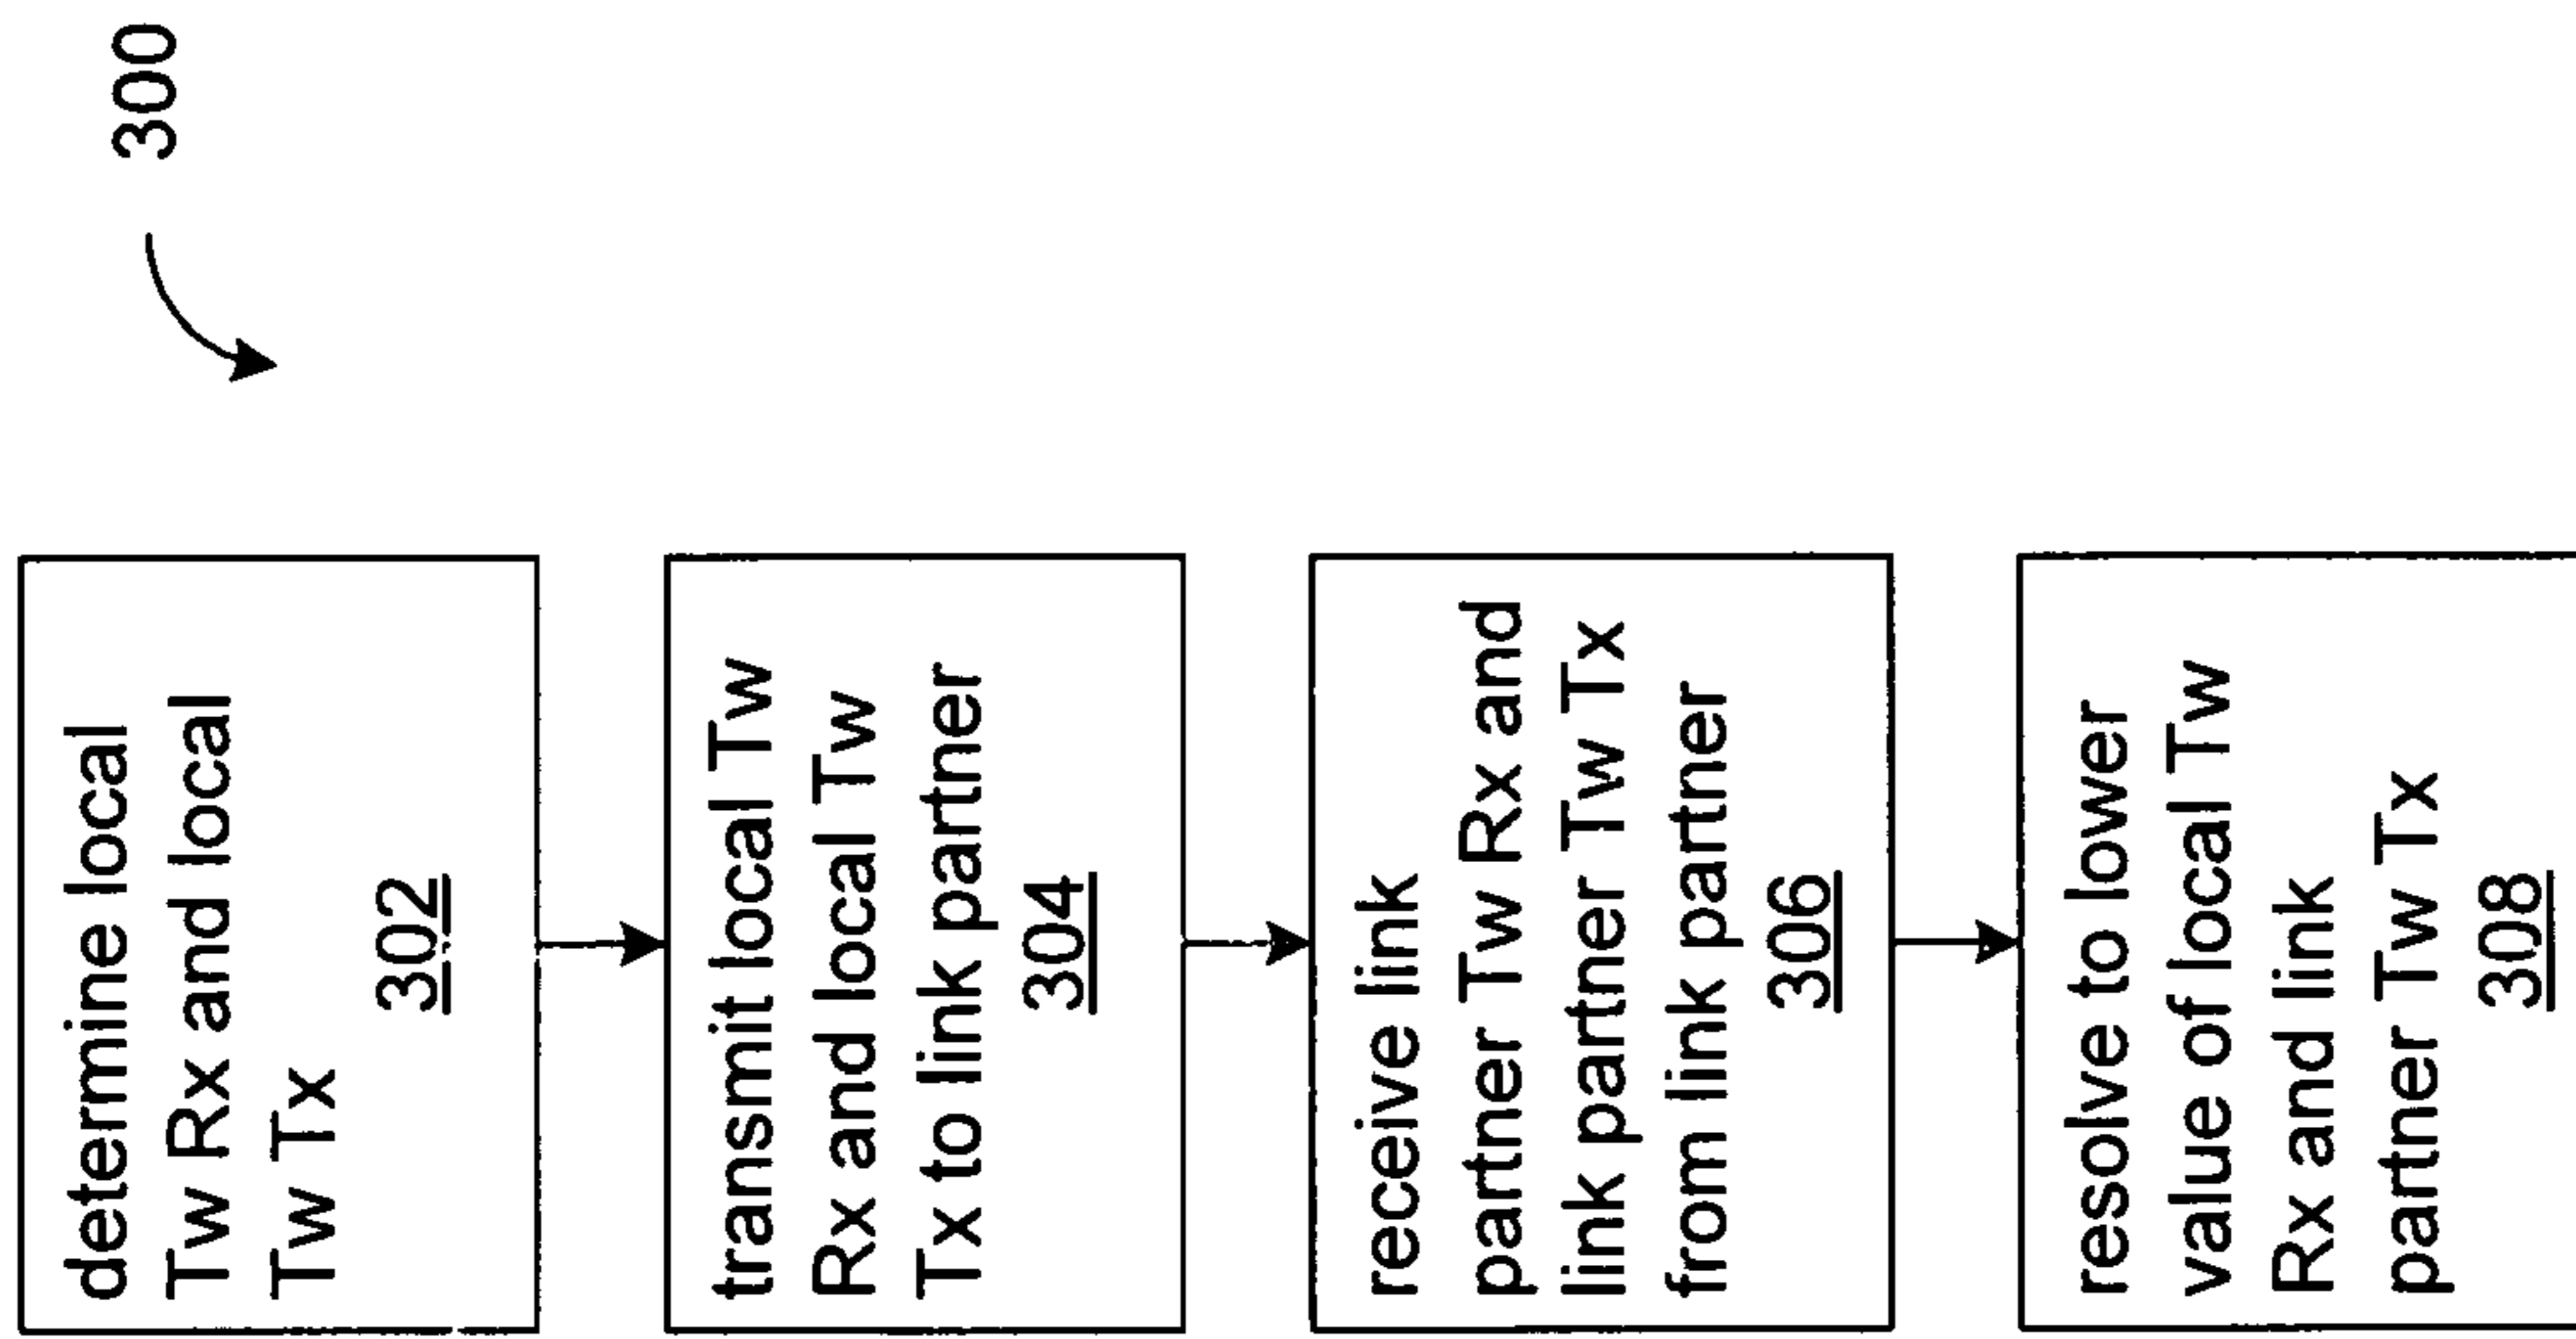 300
determine local
Tw Rx and local
Tw Tx
302
transmit local Tw
Rx and local Tw
Tx to link partner
304
receive link
partner Tw Rx and
link partner Tw Tx
from link partner
306
resolve to lower
value of local Tw
Rx and link
partner Tw Tx
308